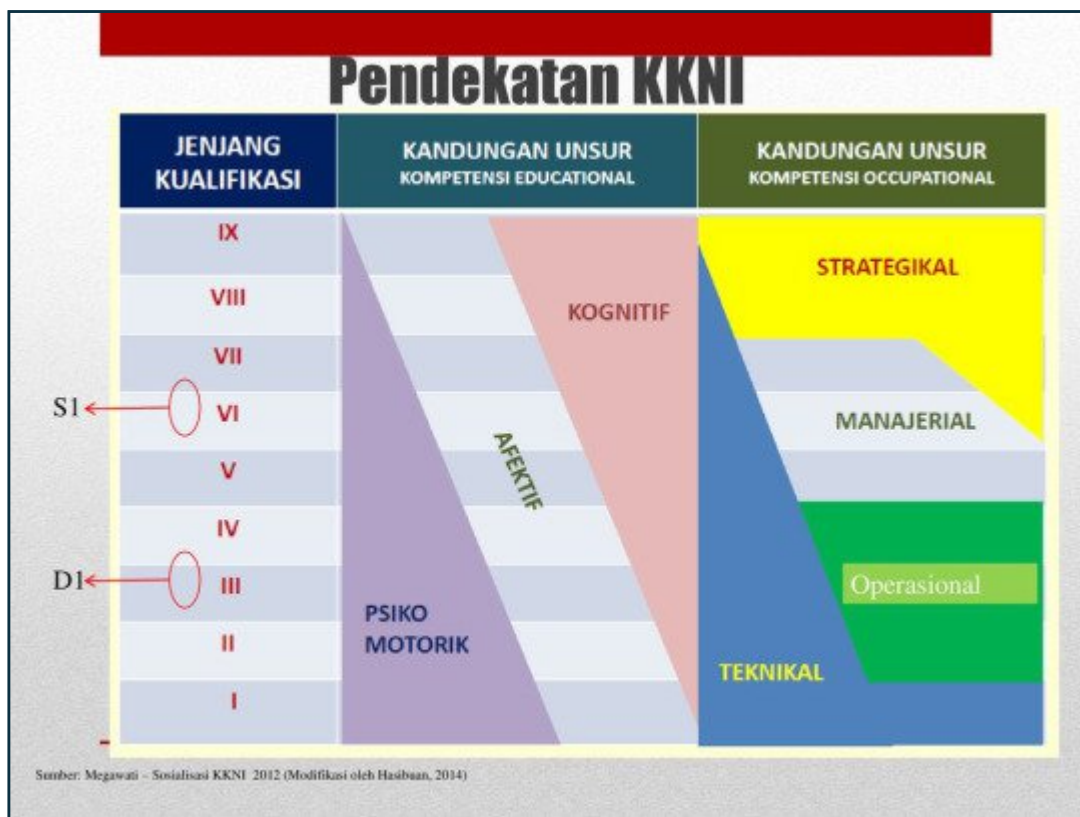 Pendekatan KKNI
JENJANG
KUALIFIKASI
KANDUNGAN UNSUR
KOMPETENSI EDUCATIONAL
KANDUNGAN UNSUR
KOMPETENSI OCCUPATIONAL
IX
VIII
VII
VI
V
IV
III
II
I
S1
D1
KOGNITIF
AFEKTIF
PSIKO
MOTORIK
STRATEGIKAL
MANAJERIAL
Operasional
TEKNIKAL
Sumber: Megawati – Sosialisasi KKNI 2012 (Modifikasi oleh Hasibuan, 2014)